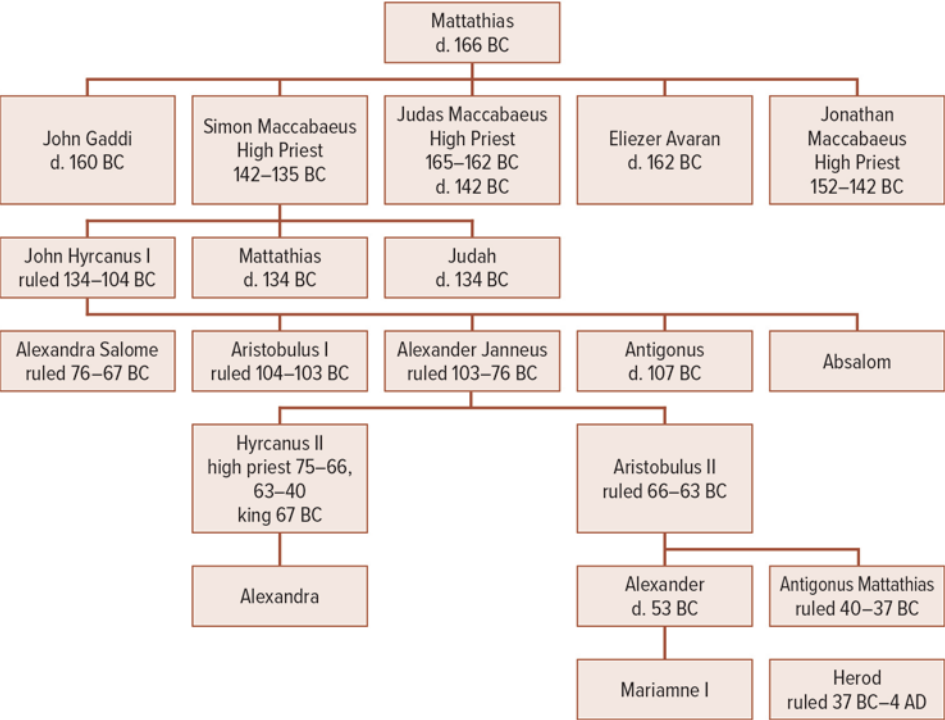 Mattathias
d. 166 BC
John Gaddi
d. 160 BC
Simon Maccabaeus
High Priest
142–135 BC
Judas Maccabaeus
High Priest
165–162 BC
d. 142 BC
Eliezer Avaran
d. 162 BC
Jonathan
Maccabaeus
High Priest
152–142 BC
John Hyrcanus I
ruled 134–104 BC
Mattathias
d. 134 BC
Judah
d. 134 BC
Alexandra Salome
ruled 76–67 BC
Aristobulus I
ruled 104–103 BC
Alexander Janneus
ruled 103–76 BC
Antigonus
d. 107 BC
Absalom
Hyrcanus II
high priest 75–66,
63–40
king 67 BC
Aristobulus II
ruled 66–63 BC
Alexandra
Alexander
d. 53 BC
Antigonus Mattathias
ruled 40–37 BC
Mariamne I
Herod
ruled 37 BC–4 AD